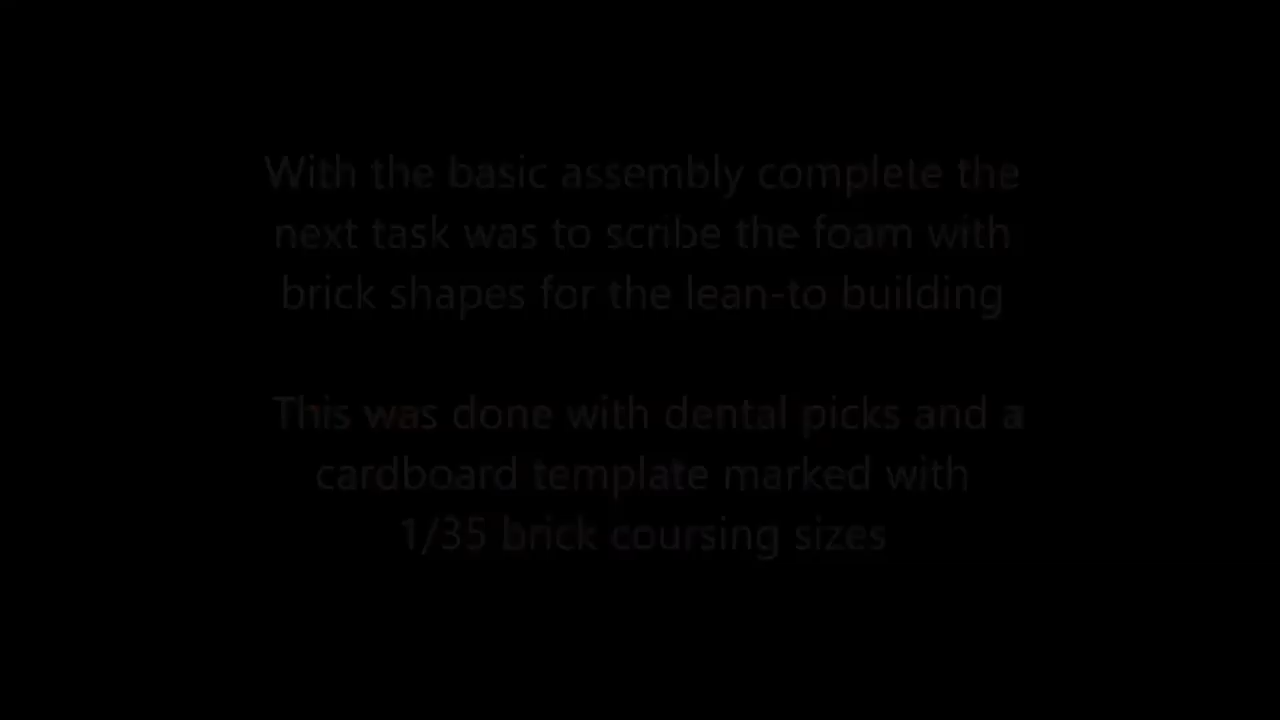 With the basic assembly complete the
next task was to scribe the foam with
brick shapes for the lean-to building
This was done with dental picks and a
cardboard template marked with
1/35 brick coursing sizes